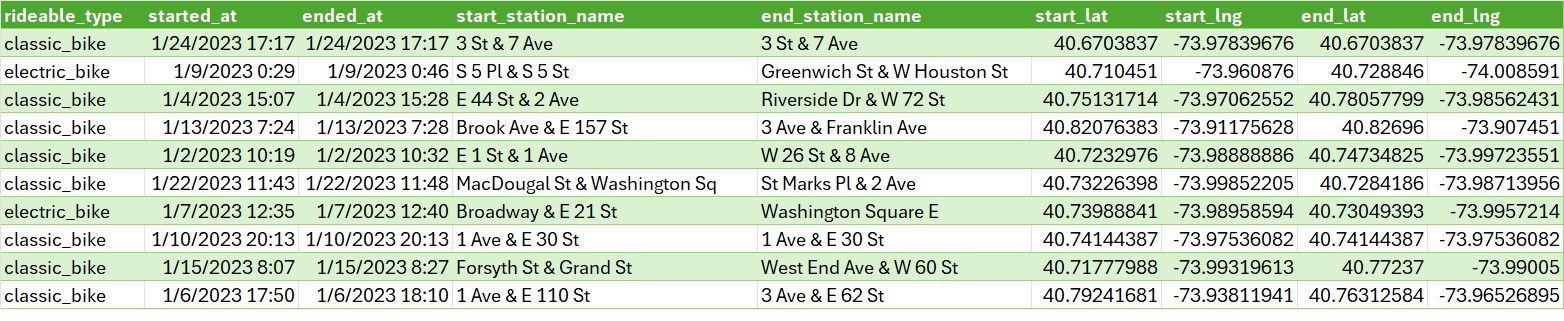 rideable_type started_at ended_at start_station_name end_station_name start_lat start_lng end_lat end_lng
classic_bike 1/24/2023 17:17 1/24/2023 17:17 3 St & 7 Ave 3 St & 7 Ave 40.6703837 -73.97839676 40.6703837 -73.97839676
electric_bike 1/9/2023 0:29 1/9/2023 0:46 S 5 Pl & S 5 St Greenwich St & W Houston St 40.710451 -73.960876 40.728846 -74.008591
classic_bike 1/4/2023 15:07 1/4/2023 15:28 E 44 St & 2 Ave Riverside Dr & W 72 St 40.75131714 -73.97062552 40.78057799 -73.98562431
classic_bike 1/13/2023 7:24 1/13/2023 7:28 Brook Ave & E 157 St 3 Ave & Franklin Ave 40.82076383 -73.91175628 40.82696 -73.907451
classic_bike 1/2/2023 10:19 1/2/2023 10:32 E 1 St & 1 Ave W 26 St & 8 Ave 40.7232976 -73.98888886 40.74734825 -73.99723551
classic_bike 1/22/2023 11:43 1/22/2023 11:48 MacDougal St & Washington Sq St Marks Pl & 2 Ave 40.73226398 -73.99852205 40.7284186 -73.98713956
electric_bike 1/7/2023 12:35 1/7/2023 12:40 Broadway & E 21 St Washington Square E 40.73988841 -73.98958594 40.73049393 -73.9957214
classic_bike 1/10/2023 20:13 1/10/2023 20:13 1 Ave & E 30 St 1 Ave & E 30 St 40.74144387 -73.97536082 40.74144387 -73.97536082
classic_bike 1/15/2023 8:07 1/15/2023 8:27 Forsyth St & Grand St West End Ave & W 60 St 40.71777988 -73.99319613 40.77237 -73.99005
classic_bike 1/6/2023 17:50 1/6/2023 18:10 1 Ave & E 110 St 3 Ave & E 62 St 40.79241681 -73.93811941 40.76312584 -73.96526895